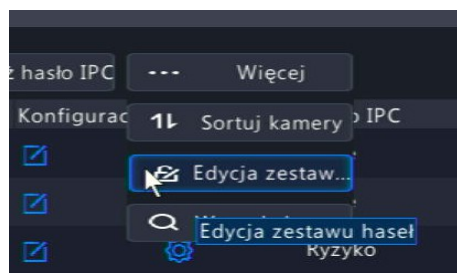 hasło IPC
••• Więcej
Konfigurac
IPC
Sortuj kamery
Edycja zestaw...
Edycja zestawu haseł
Ryzyko